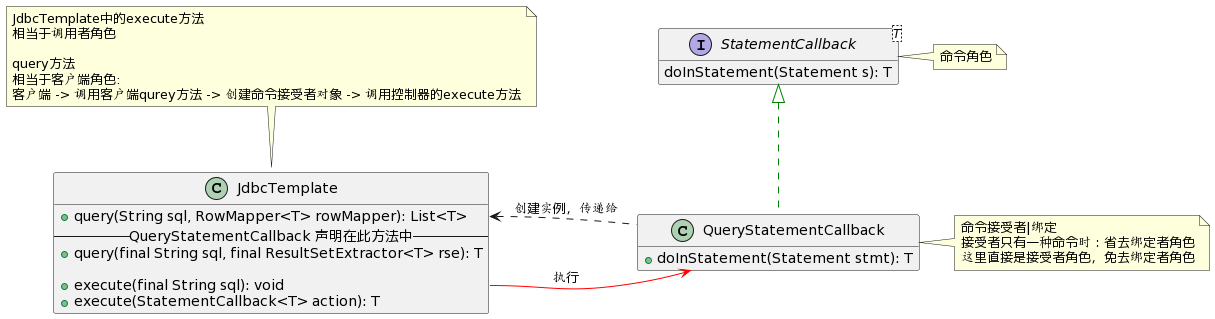 JdbcTemplate中的execute方法
相当于调用者角色
query方法
相当于客户端角色:
客户端 -> 调用客户端qurey方法 -> 创建命令接受者对象 -> 调用控制器的execute方法
I StatementCallback
T
doInStatement(Statement s): T
命令角色
C JdbcTemplate
query(String sql, RowMapper<T> rowMapper): List<T>
QueryStatementCallback 声明在此方法中
query(final String sql, final ResultSetExtractor<T> rse): T
execute(final String sql): void
execute(StatementCallback<T> action): T
创建实例，传递给
执行
C QueryStatementCallback
doInStatement(Statement stmt): T
命令接受者|绑定
接受者只有一种命令时：省去绑定者角色
这里直接是接受者角色，免去绑定者角色